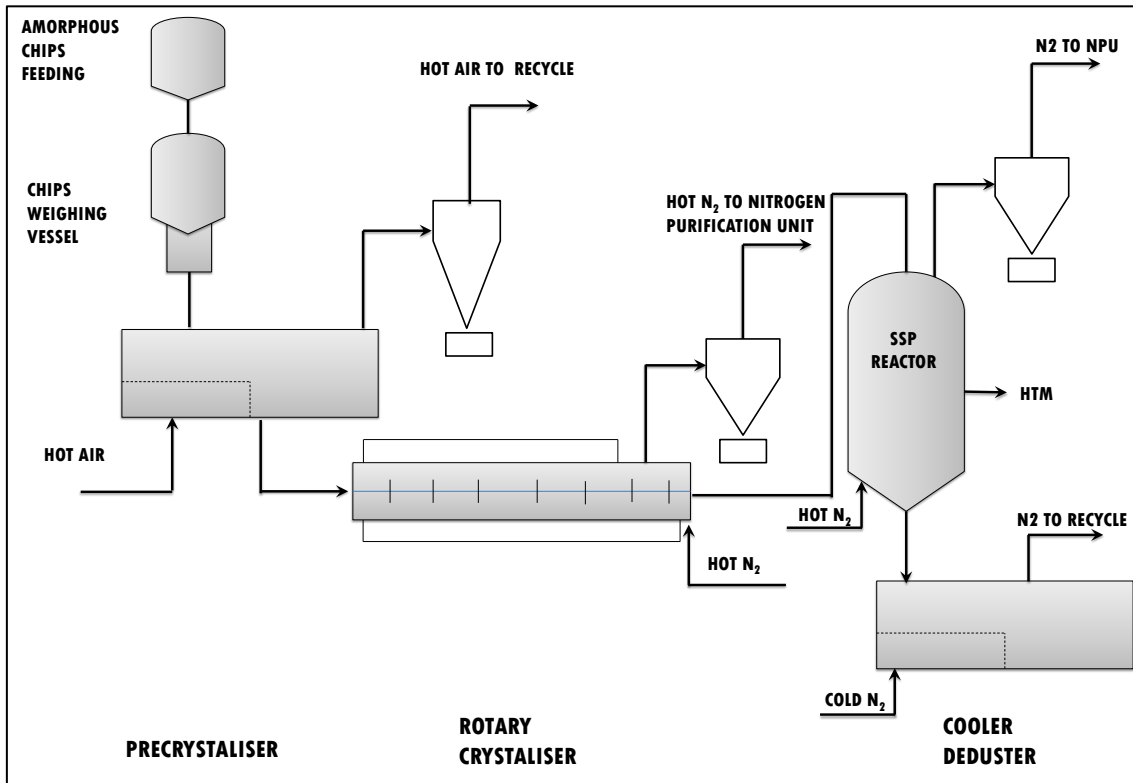 AMORPHOUS
CHIPS
FEEDING
HOT AIR TO RECYCLE
N2 TO NPU
CHIPS
WEIGHING
VESSEL
HOT N₂ TO NITROGEN
PURIFICATION UNIT
SSP
REACTOR
HTM
HOT AIR
HOT N₂
N2 TO RECYCLE
HOT N₂
COLD N₂
PRECRYSTALISER
ROTARY
CRYSTALISER
COOLER
DEDUSTER